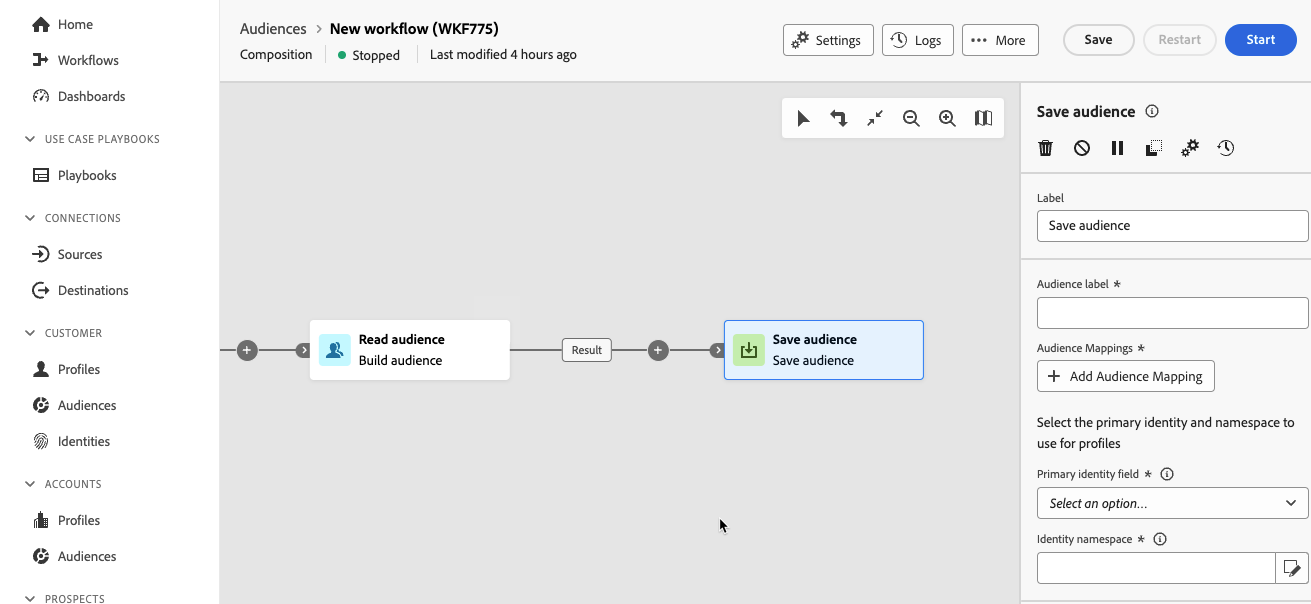 Home
Workflows
Dashboards
USE CASE PLAYBOOKS
Playbooks
CONNECTIONS
Sources
Destinations
CUSTOMER
Profiles
Audiences
Identities
ACCOUNTS
Profiles
Audiences
PROSPECTS
Audiences > New workflow (WKF775)
Composition
Stopped
Last modified 4 hours ago
Settings
Logs
More
Save
Restart
Start
Read audience
Build audience
Result
Save audience
Save audience
Save audience
Label
Save audience
Audience label *
Audience Mappings *
Add Audience Mapping
Select the primary identity and namespace to
use for profiles
Primary identity field *
Select an option...
Identity namespace *